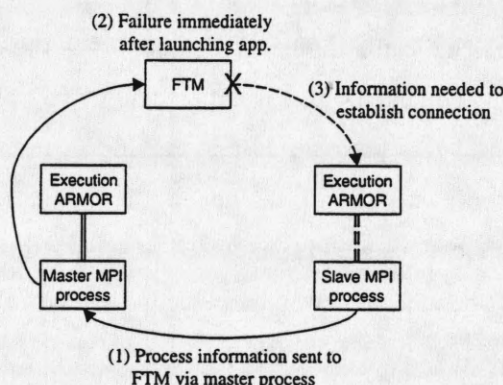 (2) Failure immediately
after launching app.
FTM
(3) Information needed to
establish connection
Execution
ARMOR
Execution
ARMOR
Master MPI
process
Slave MPI
process
(1) Process information sent to
FTM via master process